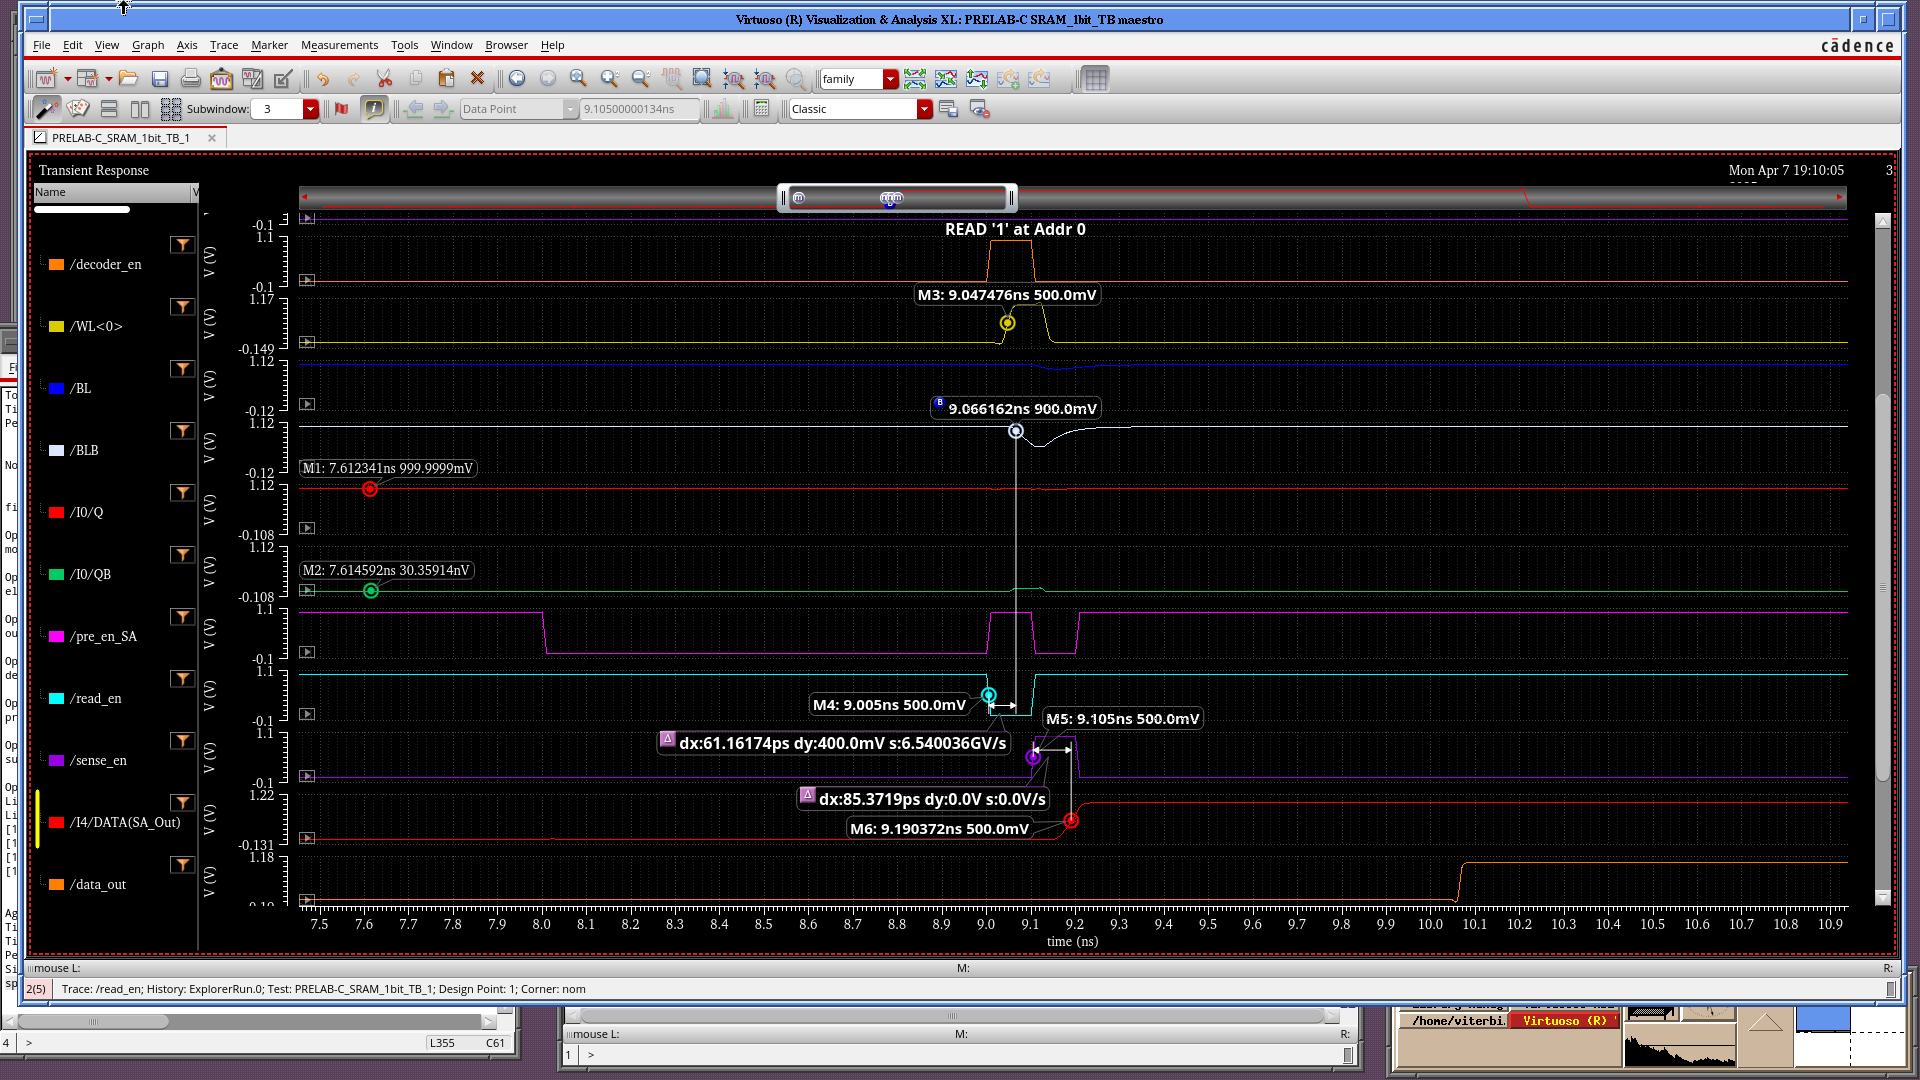 Virtuoso (R) Visualization & Analysis XL: PRELAB-C SRAM_1bit_TB maestro
File Edit View Graph Axis Trace Marker Measurements Tools Window Browser Help
cādence
family
Subwindow: 3 Data Point 9.10500000134ns Classic
PRELAB-C_SRAM_1bit_TB_1
Transient Response
Mon Apr 7 19:10:05
3
Name
V
-0.1
READ '1' at Addr 0
/decoder_en
V (V)
1.1
-0.1
M3: 9.047476ns 500.0mV
/WL<0>
V (V)
1.17
-0.149
/BL
V (V)
1.12
-0.12
B 9.066162ns 900.0mV
/BLB
V (V)
1.12
-0.12
M1: 7.612341ns 999.9999mV
/I0/Q
V (V)
1.12
-0.108
M2: 7.614592ns 30.35914nV
/I0/QB
V (V)
1.12
-0.108
/pre_en_SA
V (V)
1.1
-0.1
/read_en
V (V)
1.1
-0.1
M4: 9.005ns 500.0mV
M5: 9.105ns 500.0mV
dx:61.16174ps dy:400.0mV s:6.540036GV/s
/sense_en
V (V)
1.1
-0.1
dx:85.3719ps dy:0.0V s:0.0V/s
/I4/DATA(SA_Out)
V (V)
1.22
-0.131
M6: 9.190372ns 500.0mV
/data_out
V (V)
1.18
7.5 7.6 7.7 7.8 7.9 8.0 8.1 8.2 8.3 8.4 8.5 8.6 8.7 8.8 8.9 9.0 9.1 9.2 9.3 9.4 9.5 9.6 9.7 9.8 9.9 10.0 10.1 10.2 10.3 10.4 10.5 10.6 10.7 10.8 10.9
time (ns)
mouse L: M: R:
2(5) Trace: /read_en; History: ExplorerRun.0; Test: PRELAB-C_SRAM_1bit_TB_1; Design Point: 1; Corner: nom
4 > L355 C61
mouse L: M: R:
1 >
/home/viterbi.
Virtuoso (R)